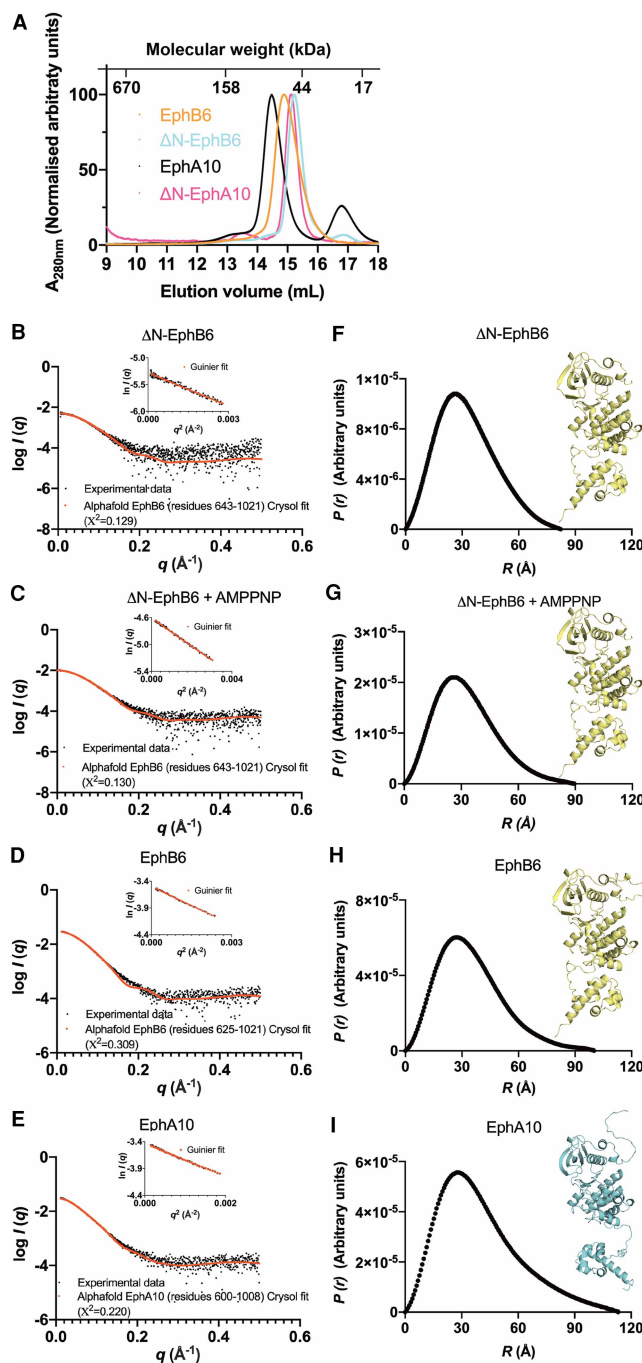 A
Molecular weight (kDa)
670 158 44 17
A280nm (Normalised arbitraty units)
100
50
0
EphB6
ΔN-EphB6
EphA10
ΔN-EphA10
9 10 11 12 13 14 15 16 17 18
Elution volume (mL)
B
ΔN-EphB6
log I (q)
0
-2
-4
-6
-8
ln I (q)
-5.0
-5.5
-6.0
Guinier fit
0.000 0.003
q² (Å⁻²)
Experimental data
Alphafold EphB6 (residues 643-1021) Crysol fit
(X²=0.129)
0.0 0.2 0.4 0.6
q (Å⁻¹)
F
ΔN-EphB6
P (r) (Arbitrary units)
1×10⁻⁵
8×10⁻⁶
4×10⁻⁶
0
0 30 60 90 120
R (Å)
C
ΔN-EphB6 + AMPPNP
log I (q)
0
-2
-4
-6
-8
ln I (q)
-4.6
-5.0
-5.4
Guinier fit
0.000 0.004
q² (Å⁻²)
Experimental data
Alphafold EphB6 (residues 643-1021) Crysol fit
(X²=0.130)
0.0 0.2 0.4 0.6
q (Å⁻¹)
G
ΔN-EphB6 + AMPPNP
P (r) (Arbitrary units)
3×10⁻⁵
2×10⁻⁵
1×10⁻⁵
0
0 30 60 90 120
R (Å)
D
EphB6
log I (q)
0
-2
-4
-6
ln I (q)
-3.4
-3.9
-4.4
Guinier fit
0.000 0.003
q² (Å⁻²)
Experimental data
Alphafold EphB6 (residues 625-1021) Crysol fit
(X²=0.309)
0.0 0.2 0.4 0.6
q (Å⁻¹)
H
EphB6
P (r) (Arbitrary units)
8×10⁻⁵
4×10⁻⁵
0
0 30 60 90 120
R (Å)
E
EphA10
log I (q)
0
-2
-4
-6
ln I (q)
-3.4
-3.9
-4.4
Guinier fit
0.000 0.002
q² (Å⁻²)
Experimental data
Alphafold EphA10 (residues 600-1008) Crysol fit
(X²=0.220)
0.0 0.2 0.4 0.6
q (Å⁻¹)
I
EphA10
P (r) (Arbitrary units)
6×10⁻⁵
4×10⁻⁵
2×10⁻⁵
0
0 30 60 90 120
R (Å)